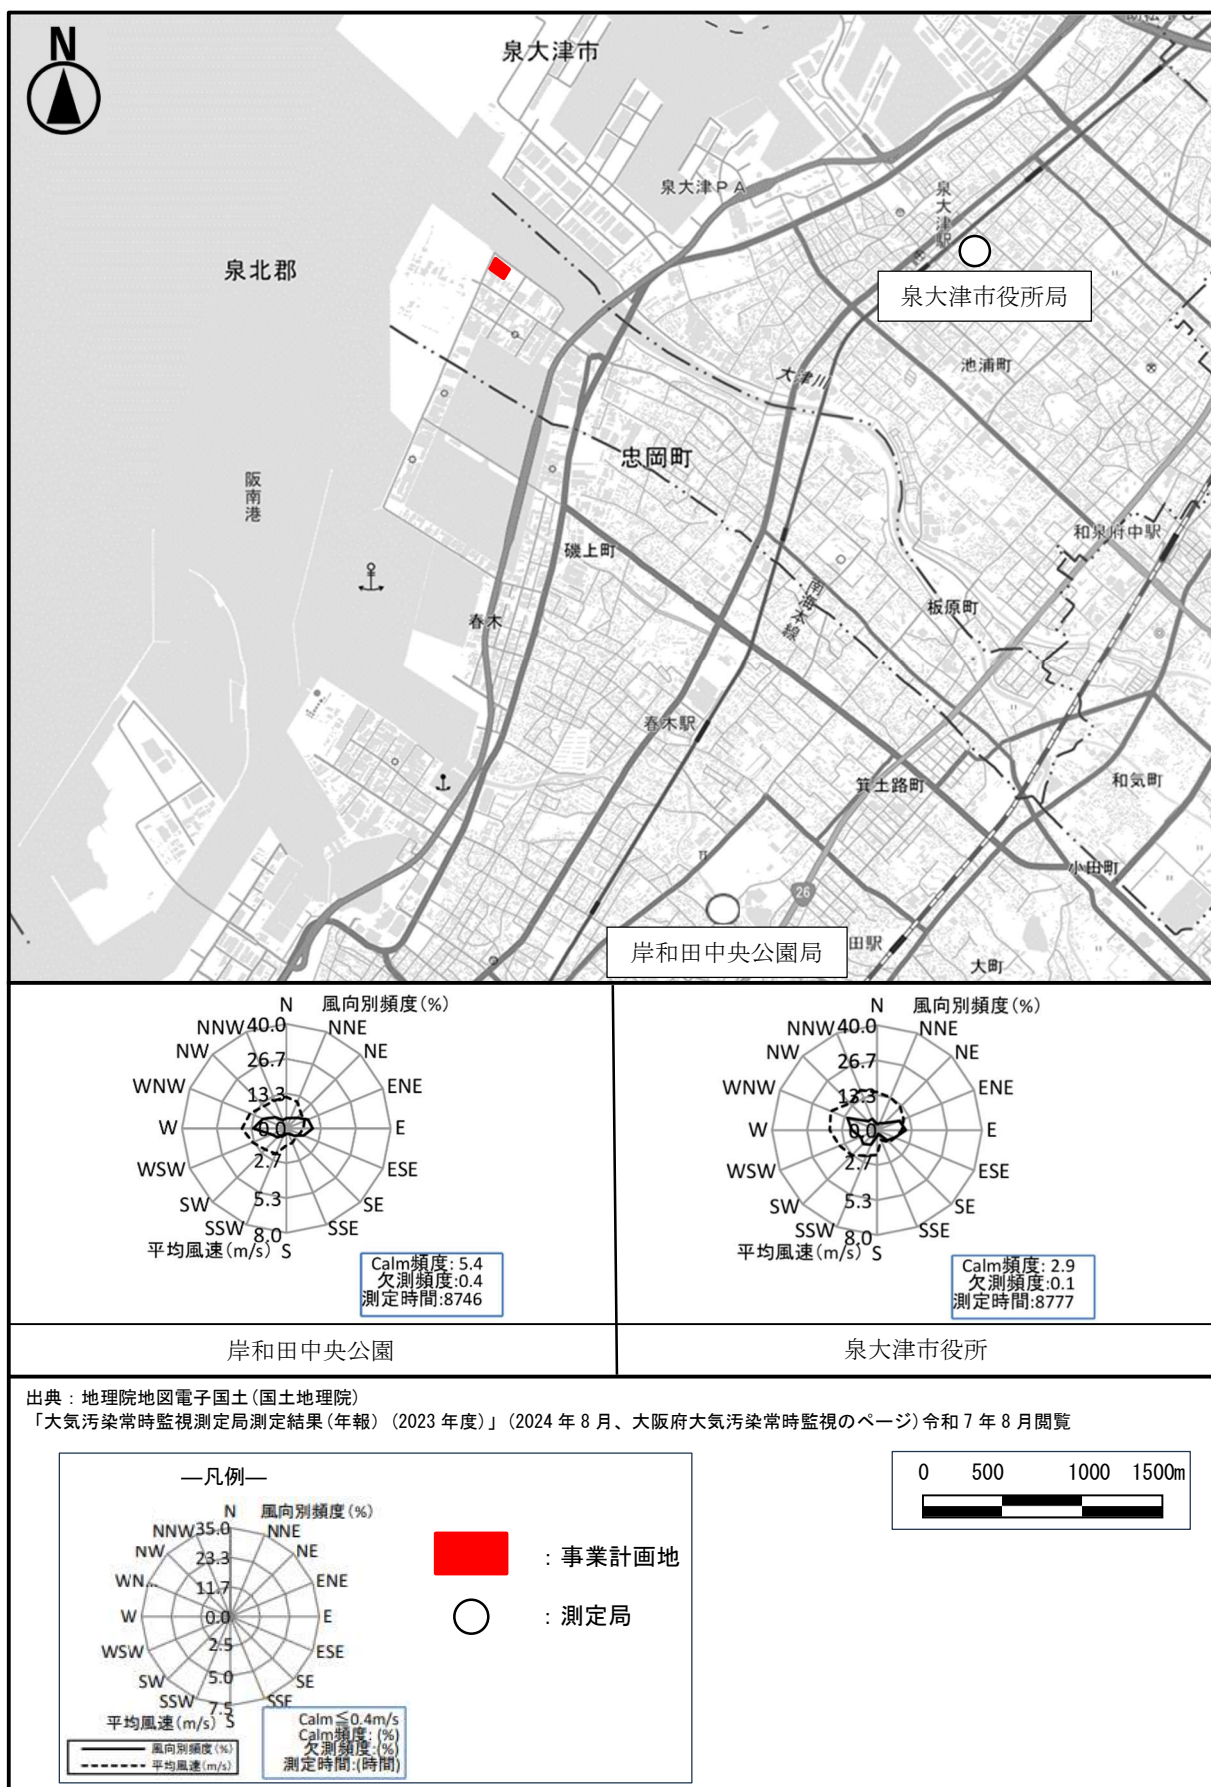 N
泉大津市
泉大津PA
泉大津駅
泉北郡
泉大津市役所局
池浦町
大津川
忠岡町
阪南港
和泉府中駅
磯上町
南海本線
板原町
春木
春木駅
箕土路町
和気町
小田町
26
岸和田中央公園局
田駅
大町
N 風向別頻度(%)
NNW 40.0 NNE
NW 26.7 NE
WNW 13.3 ENE
W 0.0 E
WSW 2.7 ESE
SW 5.3 SE
SSW 8.0 SSE
平均風速(m/s) S
Calm頻度: 5.4
欠測頻度:0.4
測定時間:8746
岸和田中央公園
N 風向別頻度(%)
NNW 40.0 NNE
NW 26.7 NE
WNW 13.3 ENE
W 0.0 E
WSW 2.7 ESE
SW 5.3 SE
SSW 8.0 SSE
平均風速(m/s) S
Calm頻度: 2.9
欠測頻度:0.1
測定時間:8777
泉大津市役所
出典:地理院地図電子国土(国土地理院)
「大気汚染常時監視測定局測定結果(年報)(2023年度)」(2024年8月、大阪府大気汚染常時監視のページ)令和7年8月閲覧
―凡例―
N 風向別頻度(%)
NNW 35.0 NNE
NW 23.3 NE
WN... 11.7 ENE
W 0.0 E
WSW 2.5 ESE
SW 5.0 SE
SSW 7.5 SSE
平均風速(m/s) S
風向別頻度(%)
平均風速(m/s)
Calm≦0.4m/s
Calm頻度:(%)
欠測頻度:(%)
測定時間:(時間)
:事業計画地
:測定局
0 500 1000 1500m